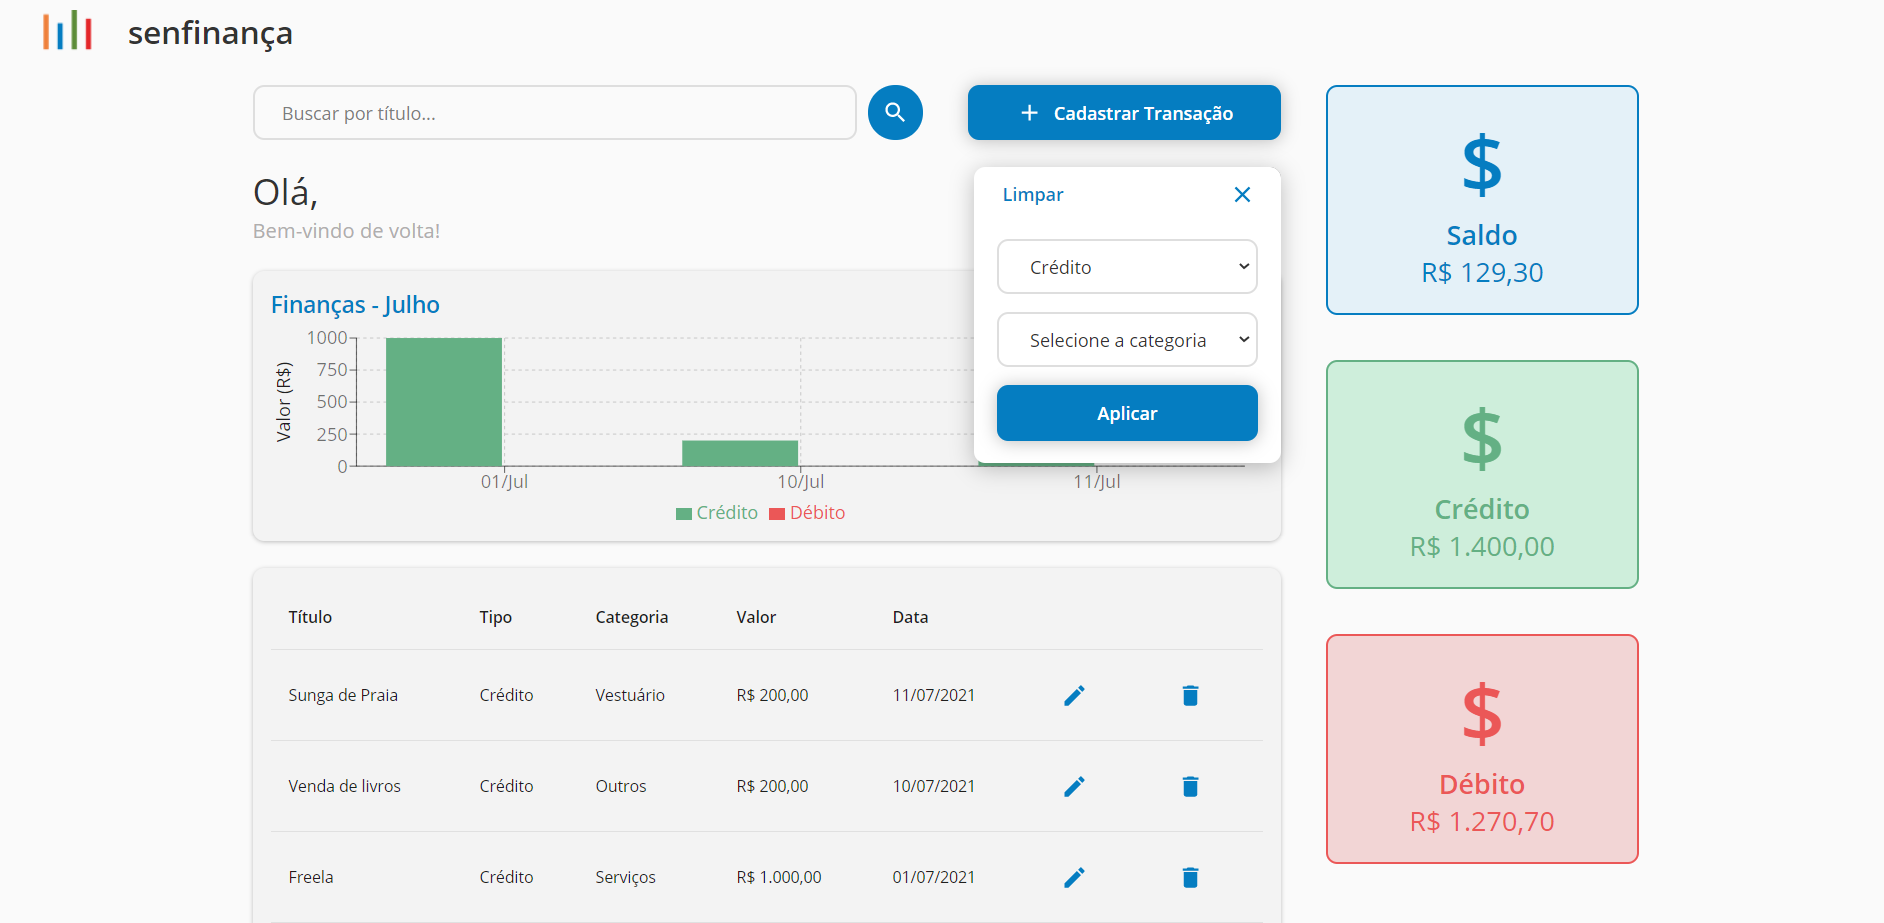 senfinança
Buscar por título...
Cadastrar Transação
Olá,
Bem-vindo de volta!
Limpar
Crédito
Selecione a categoria
Aplicar
Finanças - Julho
Valor (R$)
1000
750
500
250
0
01/Jul
10/Jul
11/Jul
Crédito
Débito
Título Tipo Categoria Valor Data
Sunga de Praia Crédito Vestuário R$ 200,00 11/07/2021
Venda de livros Crédito Outros R$ 200,00 10/07/2021
Freela Crédito Serviços R$ 1.000,00 01/07/2021
$
Saldo
R$ 129,30
$
Crédito
R$ 1.400,00
$
Débito
R$ 1.270,70